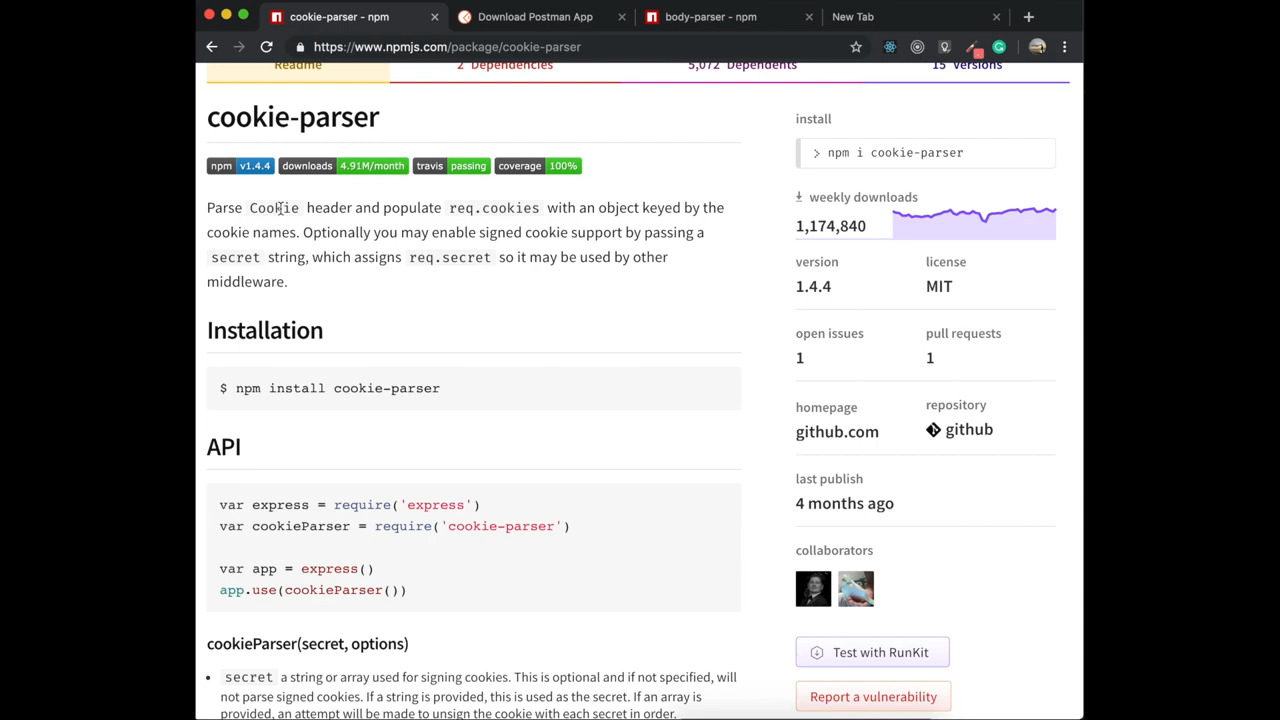 cookie-parser - npm
Download Postman App
body-parser - npm
New Tab
https://www.npmjs.com/package/cookie-parser
Readme
2 Dependencies
5,072 Dependents
15 Versions
cookie-parser
npm v1.4.4 downloads 4.91M/month travis passing coverage 100%
Parse Cookie header and populate req.cookies with an object keyed by the
cookie names. Optionally you may enable signed cookie support by passing a
secret string, which assigns req.secret so it may be used by other
middleware.
Installation
$ npm install cookie-parser
API
var express = require('express')
var cookieParser = require('cookie-parser')
var app = express()
app.use(cookieParser())
cookieParser(secret, options)
• secret a string or array used for signing cookies. This is optional and if not specified, will
not parse signed cookies. If a string is provided, this is used as the secret. If an array is
provided, an attempt will be made to unsign the cookie with each secret in order.
install
> npm i cookie-parser
weekly downloads
1,174,840
version
1.4.4
license
MIT
open issues
1
pull requests
1
homepage
github.com
repository
github
last publish
4 months ago
collaborators
Test with RunKit
Report a vulnerability